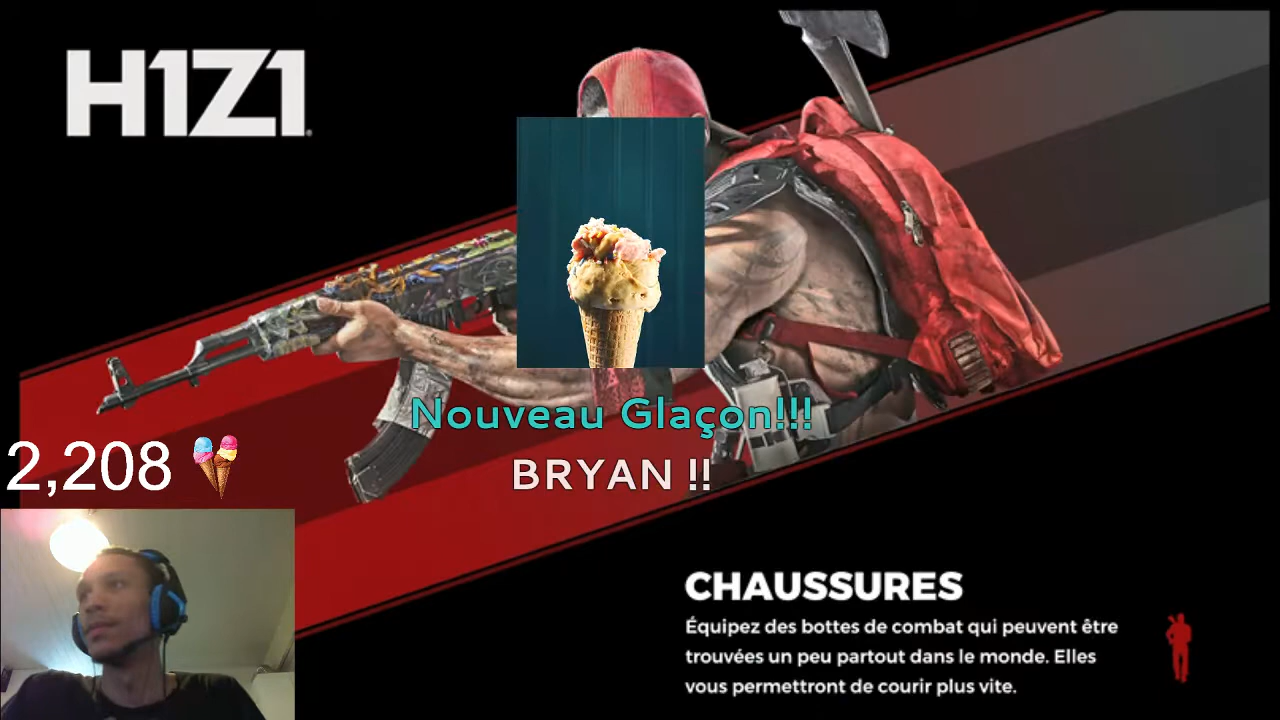 H1Z1
Nouveau Glaçon!!!
BRYAN !!
2,208
CHAUSSURES
Équipez des bottes de combat qui peuvent être
trouvées un peu partout dans le monde. Elles
vous permettront de courir plus vite.